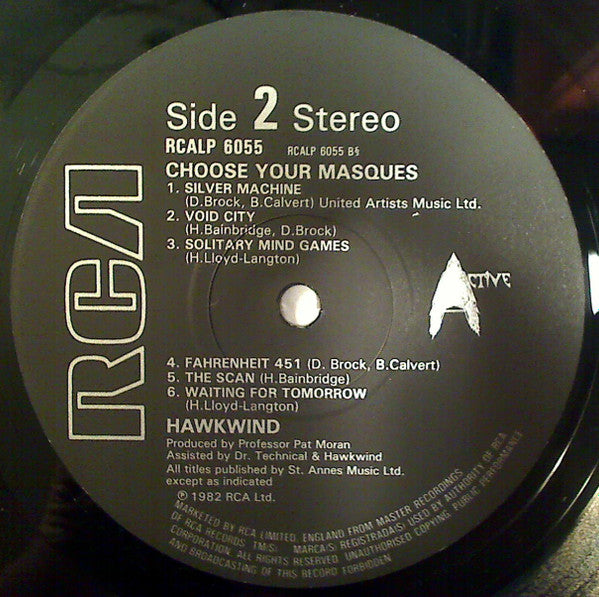 RCA
Side 2 Stereo
RCALP 6055 RCALP 6055 B§
CHOOSE YOUR MASQUES
1. SILVER MACHINE
(D.Brock, B.Calvert) United Artists Music Ltd.
2. VOID CITY
(H.Bainbridge, D.Brock)
3. SOLITARY MIND GAMES
(H.Lloyd-Langton)
ACTIVE
4. FAHRENHEIT 451 (D. Brock, B.Calvert)
5. THE SCAN (H.Bainbridge)
6. WAITING FOR TOMORROW
(H.Lloyd-Langton)
HAWKWIND
Produced by Professor Pat Moran
Assisted by Dr. Technical & Hawkwind
All titles published by St. Annes Music Ltd.
except as indicated
℗ 1982 RCA Ltd.
MARKETED BY RCA LIMITED, ENGLAND FROM MASTER RECORDINGS
OF RCA RECORDS TM(S) MARCA(S) REGISTRADA(S) USED BY AUTHORITY OF RCA
CORPORATION. ALL RIGHTS RESERVED. UNAUTHORISED COPYING, PUBLIC PERFORMANCE
AND BROADCASTING OF THIS RECORD FORBIDDEN